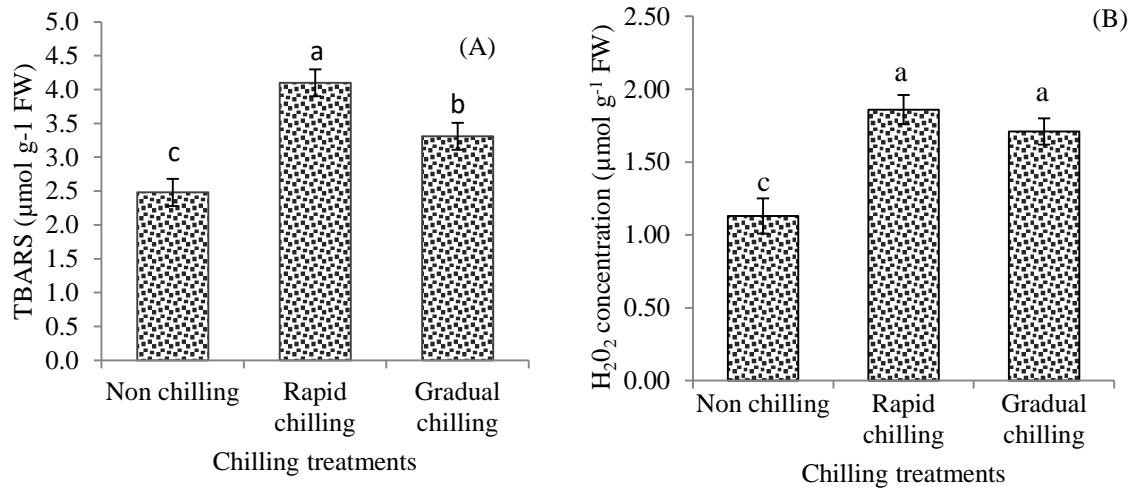 (A)
TBARS (µmol g-1 FW)
5.0
4.5
4.0
3.5
3.0
2.5
2.0
1.5
1.0
0.5
0.0
c
a
b
Non chilling
Rapid
chilling
Gradual
chilling
Chilling treatments
(B)
H₂0₂ concentration (µmol g⁻¹ FW)
2.50
2.00
1.50
1.00
0.50
0.00
c
a
a
Non chilling
Rapid
chilling
Gradual
chilling
Chilling treatments